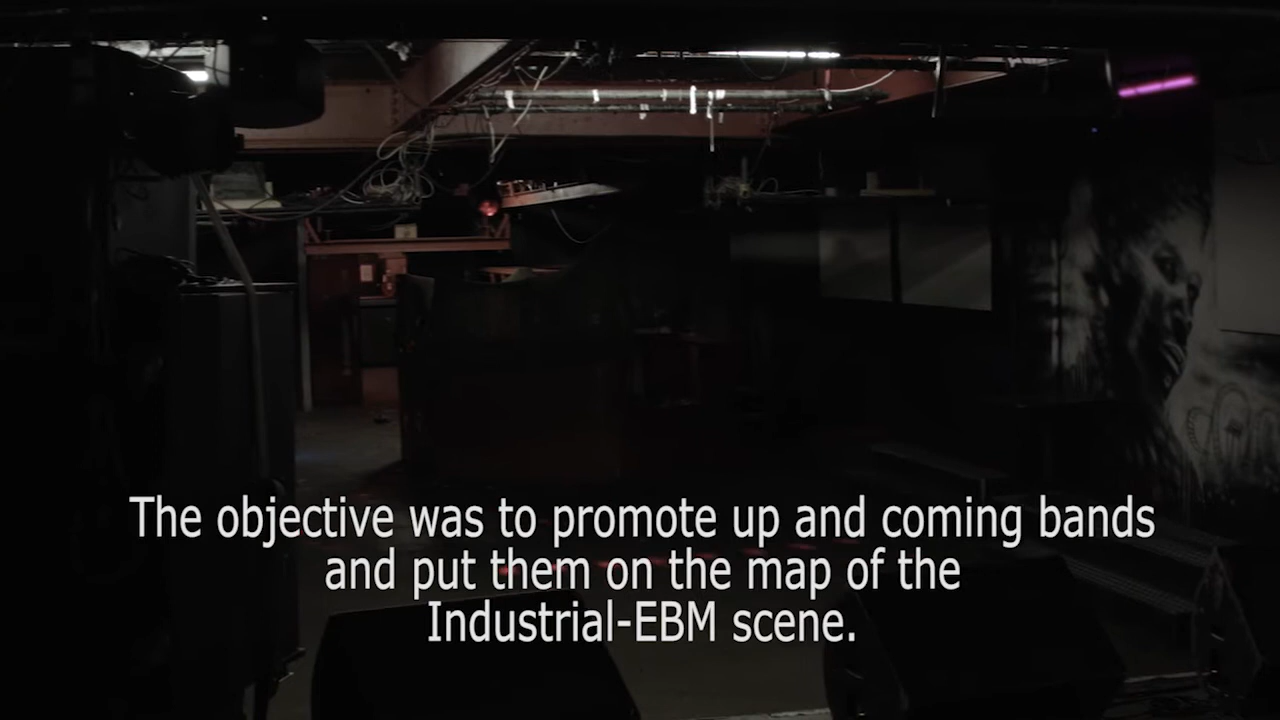 The objective was to promote up and coming bands
and put them on the map of the
Industrial-EBM scene.